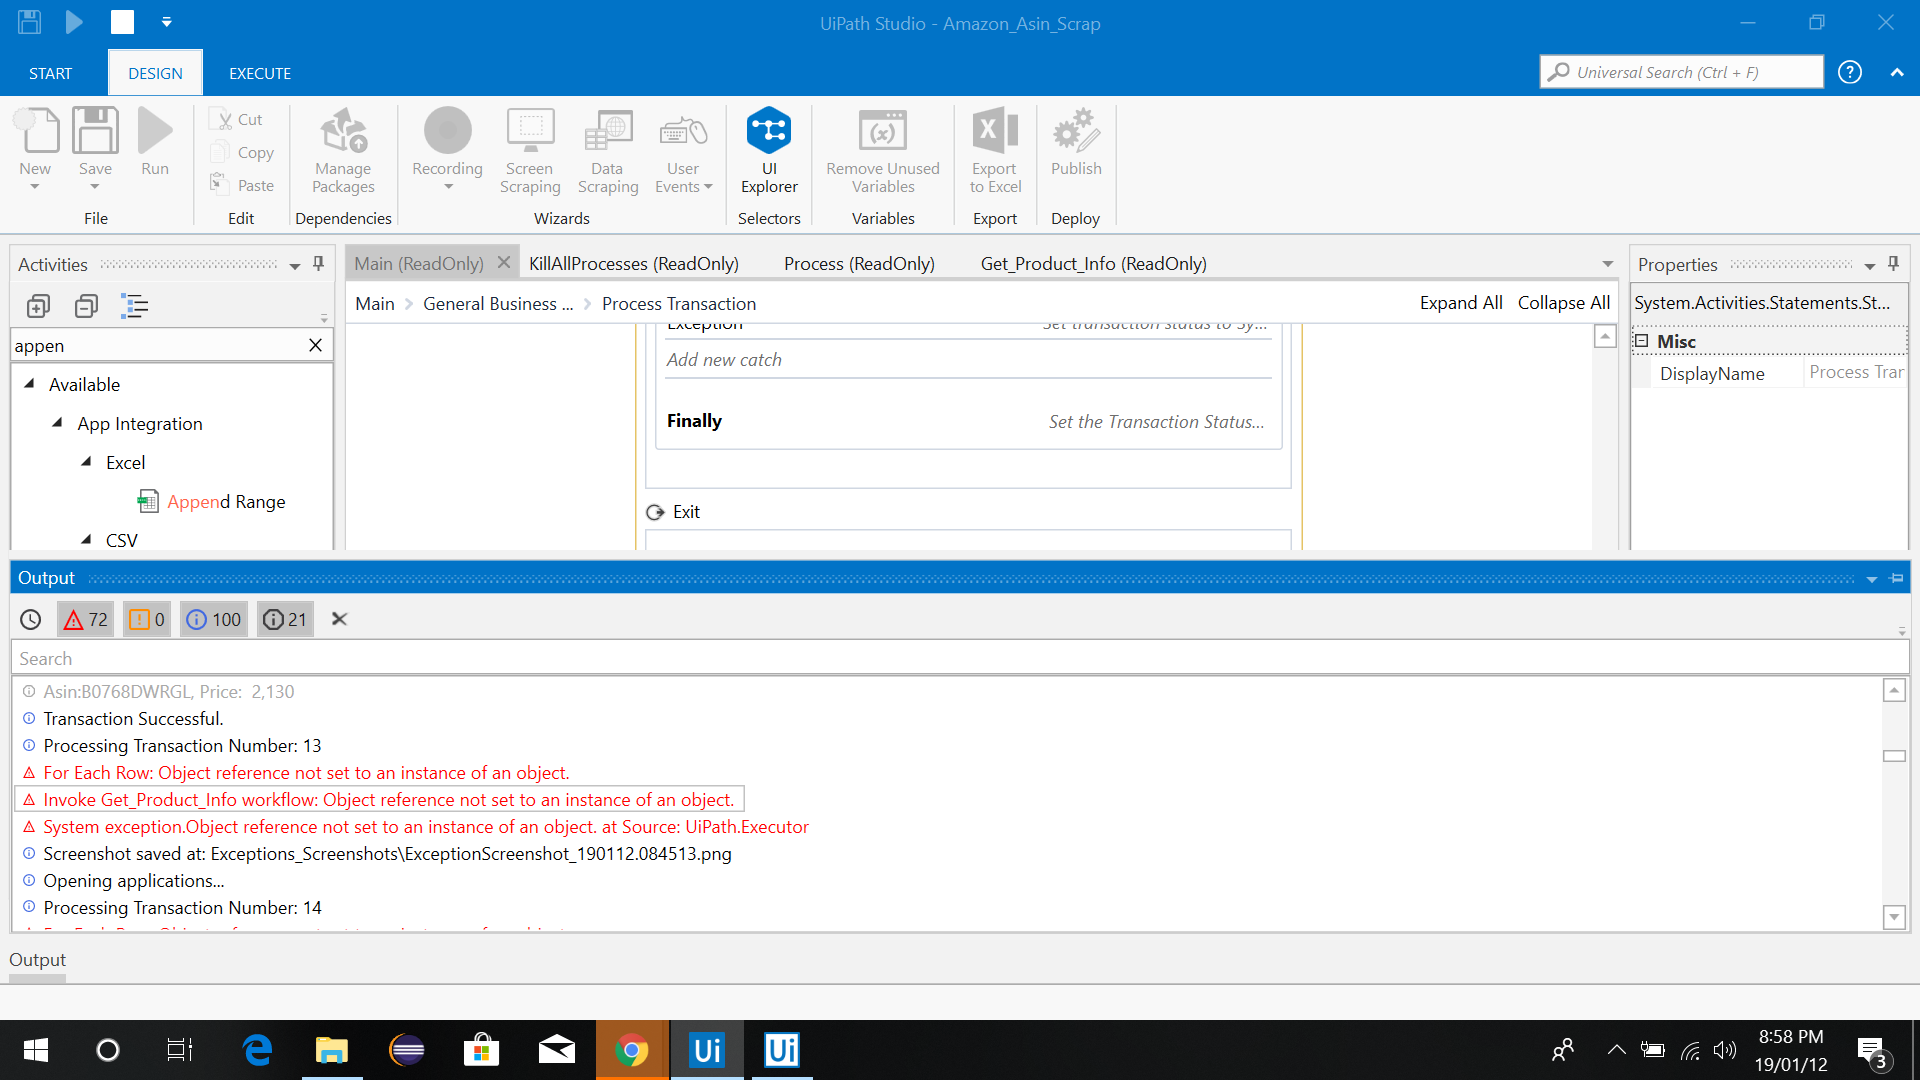 UiPath Studio - Amazon_Asin_Scrap
START
DESIGN
EXECUTE
Universal Search (Ctrl + F)
New
Save
Run
File
Cut
Copy
Paste
Edit
Manage
Packages
Dependencies
Recording
Screen
Scraping
Data
Scraping
User
Events
Wizards
UI
Explorer
Selectors
Remove Unused
Variables
Variables
Export
to Excel
Export
Publish
Deploy
Activities
appen
Available
App Integration
Excel
Append Range
CSV
Main (ReadOnly)
KillAllProcesses (ReadOnly)
Process (ReadOnly)
Get_Product_Info (ReadOnly)
Main > General Business ... > Process Transaction
Expand All
Collapse All
Exception
Set transaction status to Sy...
Add new catch
Finally
Set the Transaction Status...
Exit
Properties
System.Activities.Statements.St...
Misc
DisplayName
Process Trar
Output
72
0
100
21
Search
Asin:B0768DWRGL, Price: 2,130
Transaction Successful.
Processing Transaction Number: 13
For Each Row: Object reference not set to an instance of an object.
Invoke Get_Product_Info workflow: Object reference not set to an instance of an object.
System exception.Object reference not set to an instance of an object. at Source: UiPath.Executor
Screenshot saved at: Exceptions_Screenshots\ExceptionScreenshot_190112.084513.png
Opening applications...
Processing Transaction Number: 14
Output
Ui
Ui
8:58 PM
19/01/12
3